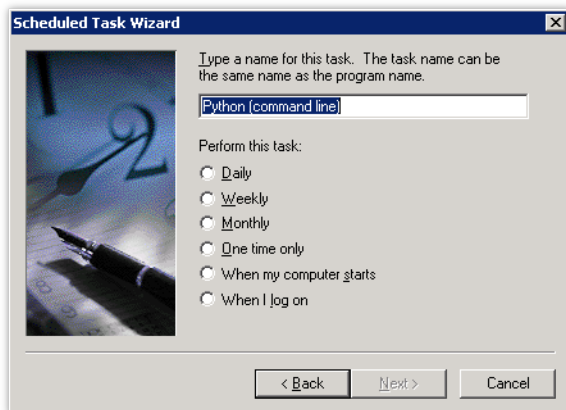 Scheduled Task Wizard
Type a name for this task. The task name can be
the same name as the program name.
Python (command line)
Perform this task:
Daily
Weekly
Monthly
One time only
When my computer starts
When I log on
< Back
Next >
Cancel
2